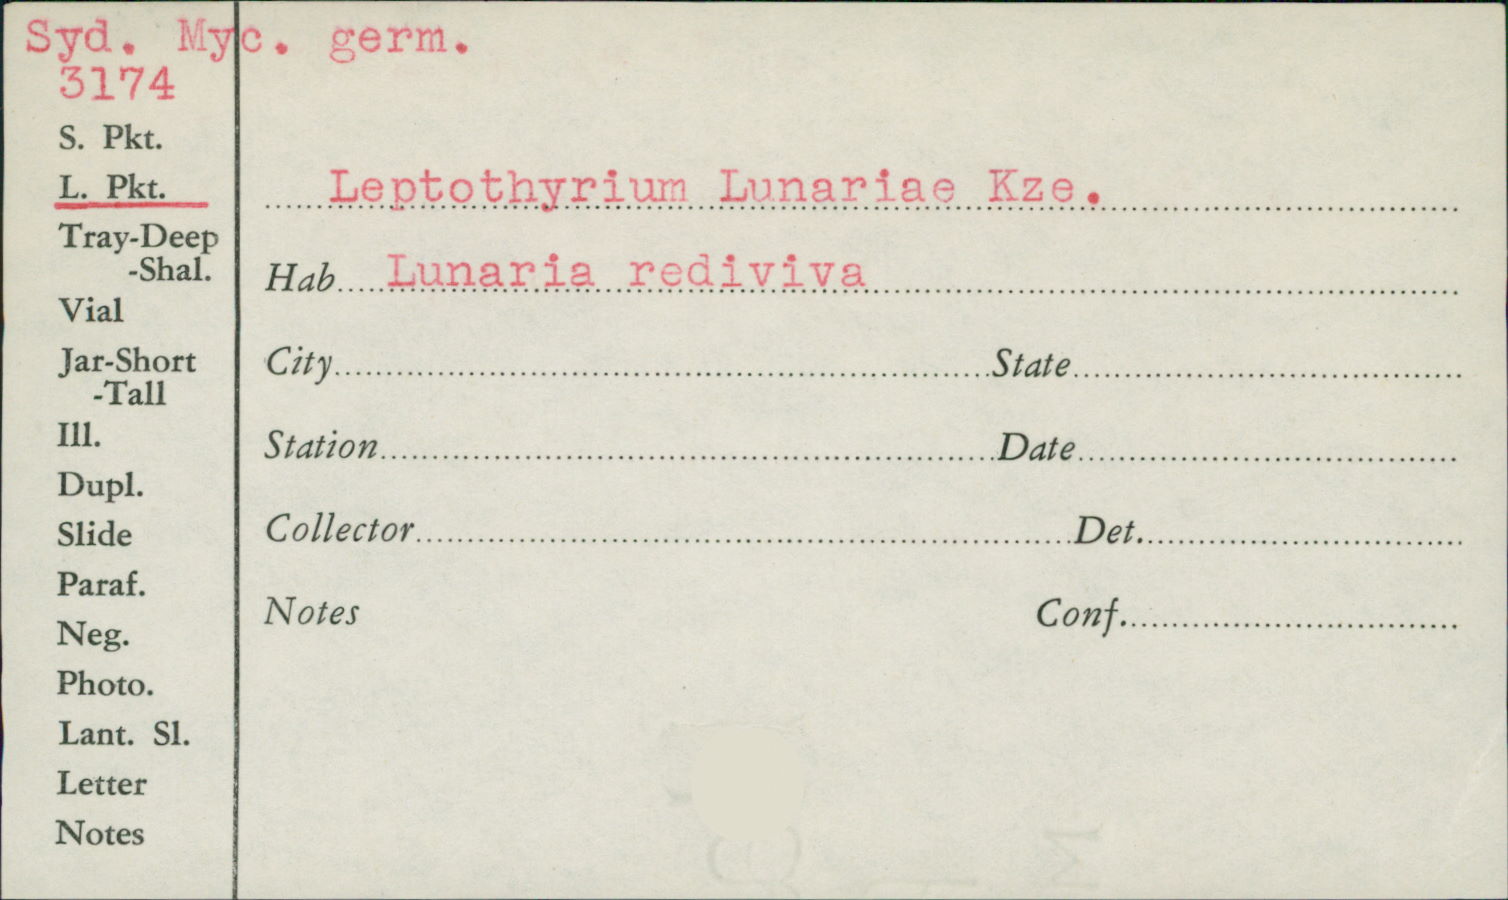 Syd. Myc. germ.
3174
S. Pkt.
L. Pkt.
Tray-Deep
-Shal.
Vial
Jar-Short
-Tall
Ill.
Dupl.
Slide
Paraf.
Neg.
Photo.
Lant. Sl.
Letter
Notes
Leptothyrium Lunariae Kze.
Hab. Lunaria rediviva
City State
Station Date
Collector Det.
Notes Conf.